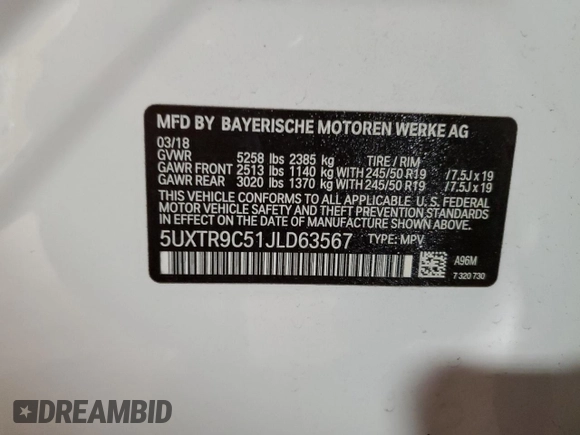 MFD BY BAYERISCHE MOTOREN WERKE AG
03/18
GVWR 5258 lbs 2385 kg TIRE / RIM
GAWR FRONT 2513 lbs 1140 kg WITH 245/50 R19 /7.5J x 19
GAWR REAR 3020 lbs 1370 kg WITH 245/50 R19 /7.5J x 19
THIS VEHICLE CONFORMS TO ALL APPLICABLE U. S. FEDERAL
MOTOR VEHICLE SAFETY AND THEFT PREVENTION STANDARDS
IN EFFECT ON THE DATE OF MANUFACTURE SHOWN ABOVE.
5UXTR9C51JLD63567 TYPE: MPV
A96M
7 320 730
DREAMBID